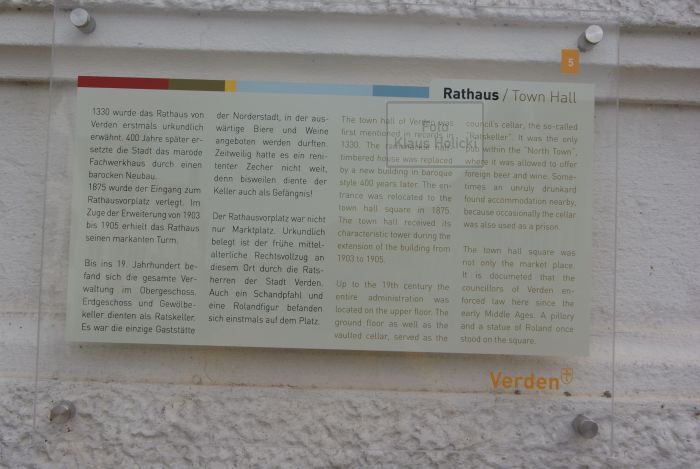 5
Rathaus / Town Hall
1330 wurde das Rathaus von
Verden erstmals urkundlich
erwähnt. 400 Jahre später er-
setzte die Stadt das marode
Fachwerkhaus durch einen
barocken Neubau.
1875 wurde der Eingang zum
Rathausvorplatz verlegt. Im
Zuge der Erweiterung von 1903
bis 1905 erhielt das Rathaus
seinen markanten Turm.
Bis ins 19. Jahrhundert be-
fand sich die gesamte Ver-
waltung im Obergeschoss.
Erdgeschoss und Gewölbe-
keller dienten als Ratskeller.
Es war die einzige Gaststätte
der Norderstadt, in der aus-
wärtige Biere und Weine
angeboten werden durften.
Zeitweilig hatte es ein reni-
tenter Zecher nicht weit,
denn bisweilen diente der
Keller auch als Gefängnis!
Der Rathausvorplatz war nicht
nur Marktplatz. Urkundlich
belegt ist der frühe mittel-
alterliche Rechtsvollzug an
diesem Ort durch die Rats-
herren der Stadt Verden.
Auch ein Schandpfahl und
eine Rolandfigur befanden
sich einstmals auf dem Platz.
The town hall of Verden was
first mentioned in records in
1330. The ramshackle half-
timbered house was replaced
by a new building in baroque
style 400 years later. The en-
trance was relocated to the
town hall square in 1875.
The town hall received its
characteristic tower during the
extension of the building from
1903 to 1905.
Up to the 19th century the
entire administration was
located on the upper floor. The
ground floor as well as the
vaulted cellar, served as the
council's cellar, the so-called
"Ratskeller". It was the only
pub within the "North Town",
where it was allowed to offer
foreign beer and wine. Some-
times an unruly drunkard
found accommodation nearby,
because occasionally the cellar
was also used as a prison.
The town hall square was
not only the market place.
It is documeted that the
councillors of Verden en-
forced law here since the
early Middle Ages. A pillory
and a statue of Roland once
stood on the square.
Foto
Klaus Holicki
Verden